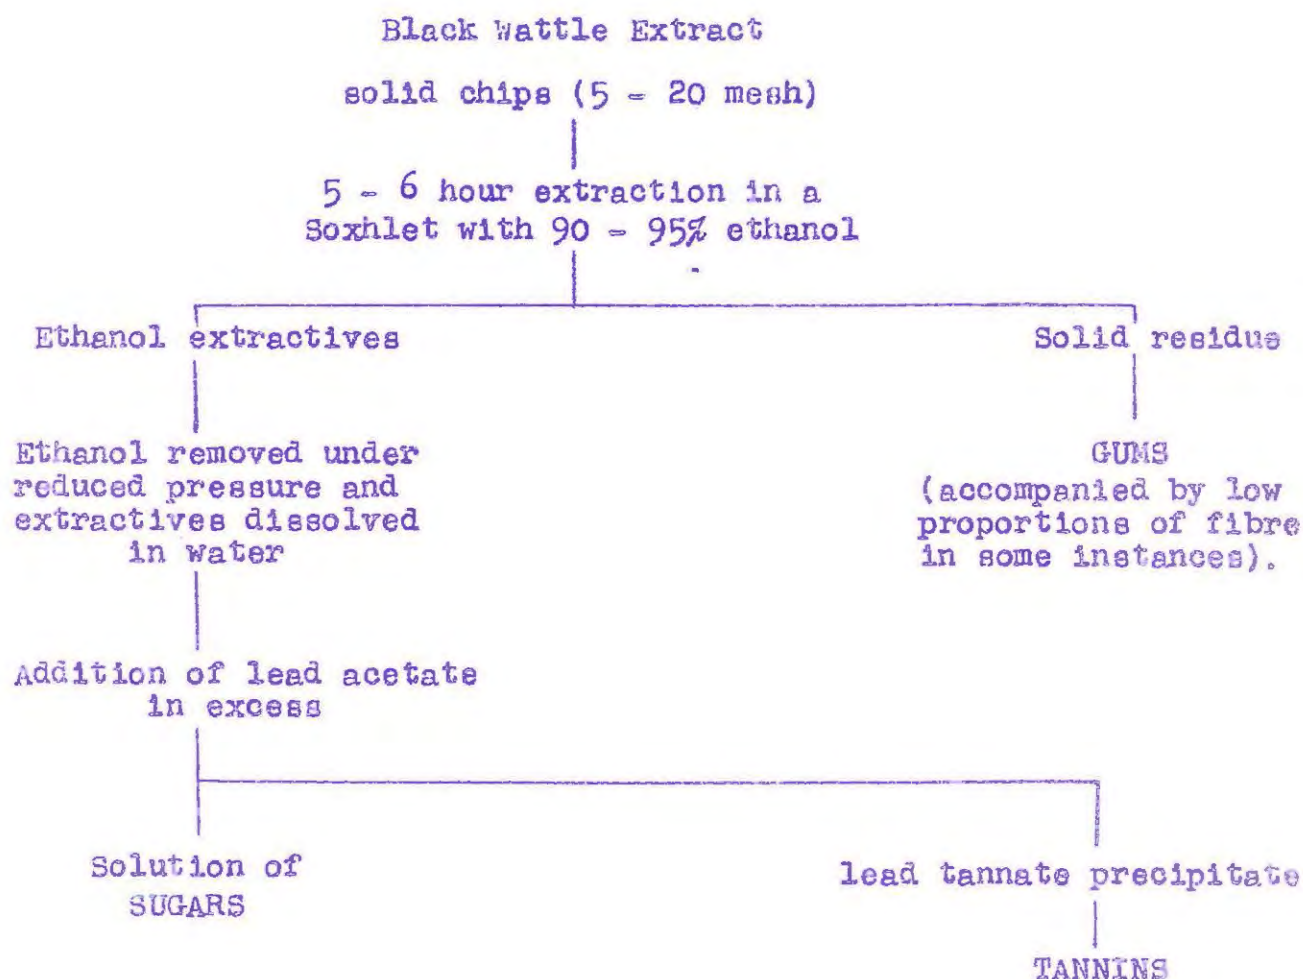 Black Wattle Extract
solid chips (5 - 20 mesh)
5 - 6 hour extraction in a
Soxhlet with 90 - 95% ethanol
Ethanol extractives
Solid residue
Ethanol removed under
reduced pressure and
extractives dissolved
in water
GUMS
(accompanied by low
proportions of fibre
in some instances).
Addition of lead acetate
in excess
Solution of
SUGARS
lead tannate precipitate
TANNINS